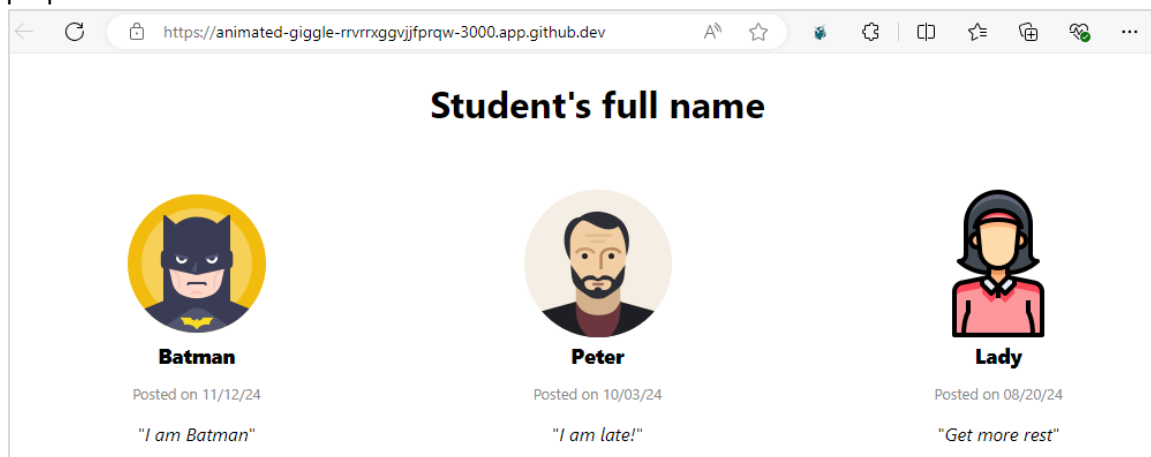 https://animated-giggle-rrvrrxggvjjfprqw-3000.app.github.dev
Student's full name
Batman
Peter
Lady
Posted on 11/12/24
Posted on 10/03/24
Posted on 08/20/24
"I am Batman"
"I am late!"
"Get more rest"